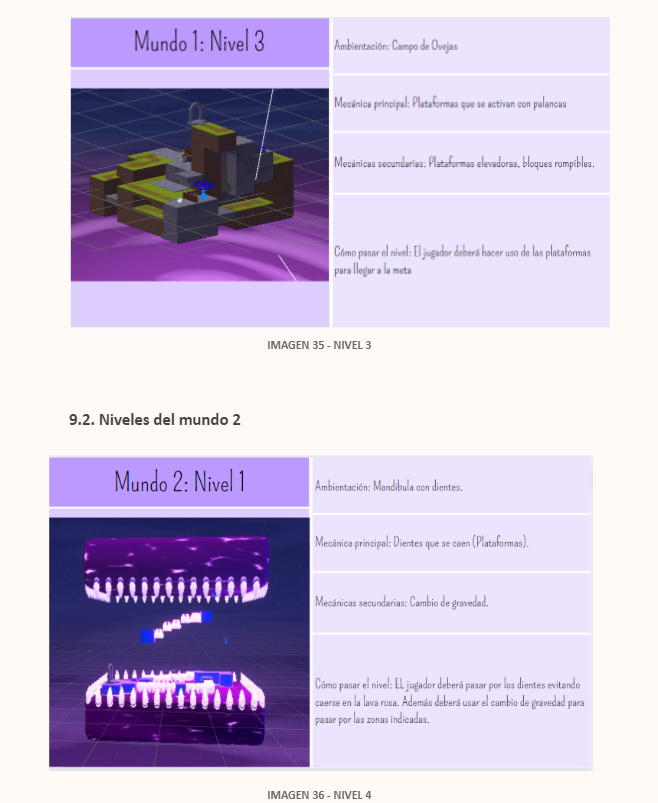 Mundo 1: Nivel 3
Ambientación: Campo de Ovejas
Mecánica principal: Plataformas que se activan con palancas
Mecánicas secundarias: Plataformas elevadoras, bloques rompibles.
Cómo pasar el nivel: El jugador deberá hacer uso de las plataformas
para llegar a la meta
IMAGEN 35 - NIVEL 3
9.2. Niveles del mundo 2
Mundo 2: Nivel 1
Ambientación: Mandíbula con dientes.
Mecánica principal: Dientes que se caen (Plataformas).
Mecánicas secundarias: Cambio de gravedad.
Cómo pasar el nivel: EL jugador deberá pasar por los dientes evitando
caerse en la lava rosa. Además deberá usar el cambio de gravedad para
pasar por las zonas indicadas.
IMAGEN 36 - NIVEL 4